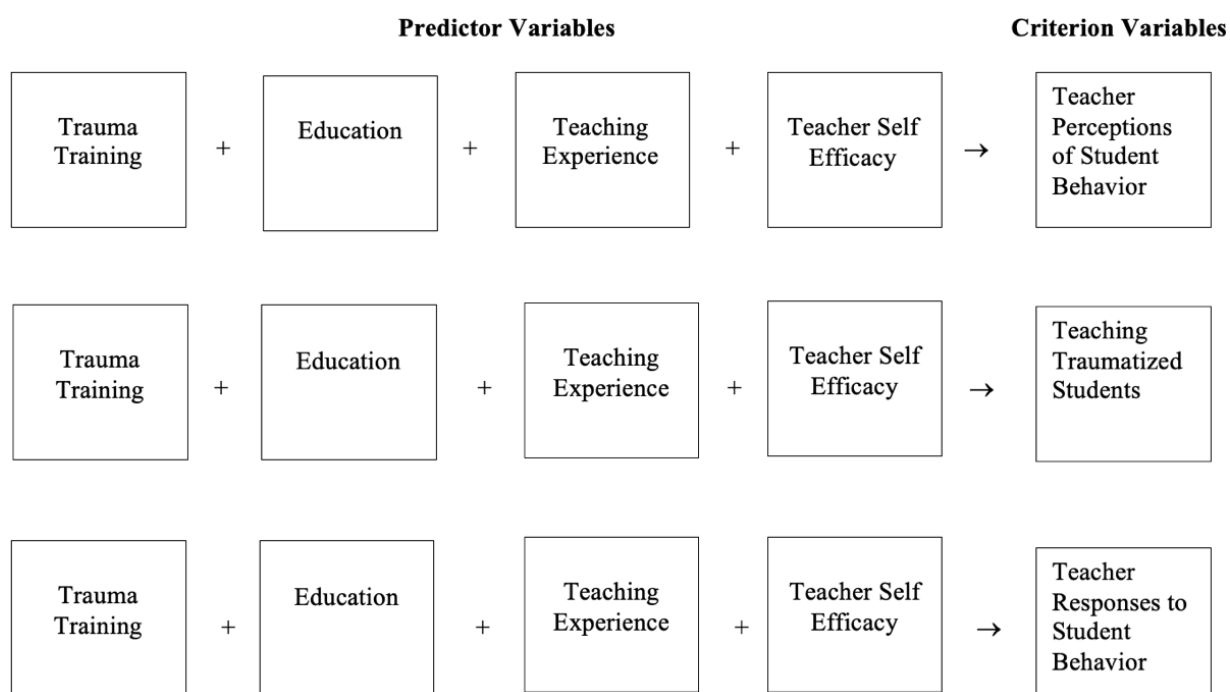 Predictor Variables
Criterion Variables
Trauma
Training
+
Education
+
Teaching
Experience
+
Teacher Self
Efficacy
→
Teacher
Perceptions
of Student
Behavior
Trauma
Training
+
Education
+
Teaching
Experience
+
Teacher Self
Efficacy
→
Teaching
Traumatized
Students
Trauma
Training
+
Education
+
Teaching
Experience
+
Teacher Self
Efficacy
→
Teacher
Responses to
Student
Behavior